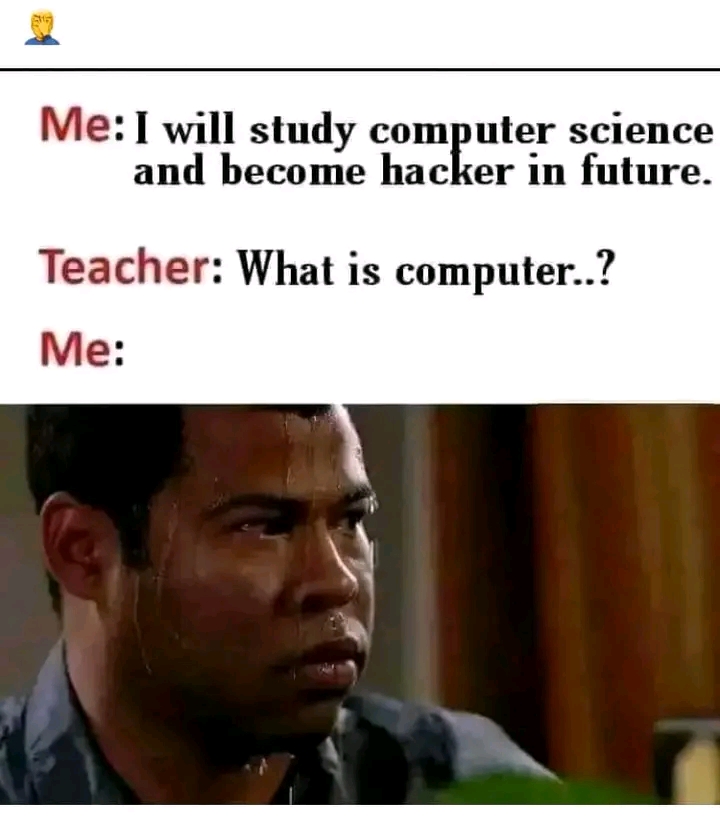 Me: I will study computer science
and become hacker in future.
Teacher: What is computer..?
Me: